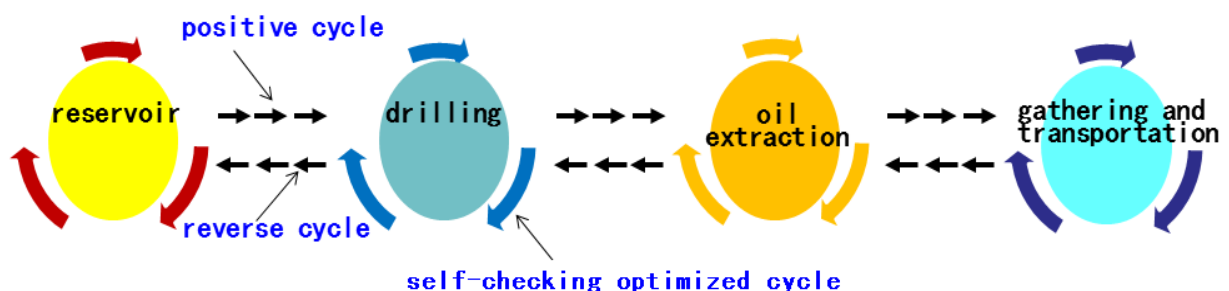 positive cycle
reservoir
drilling
oil
extraction
gathering and
transportation
reverse cycle
self-checking optimized cycle